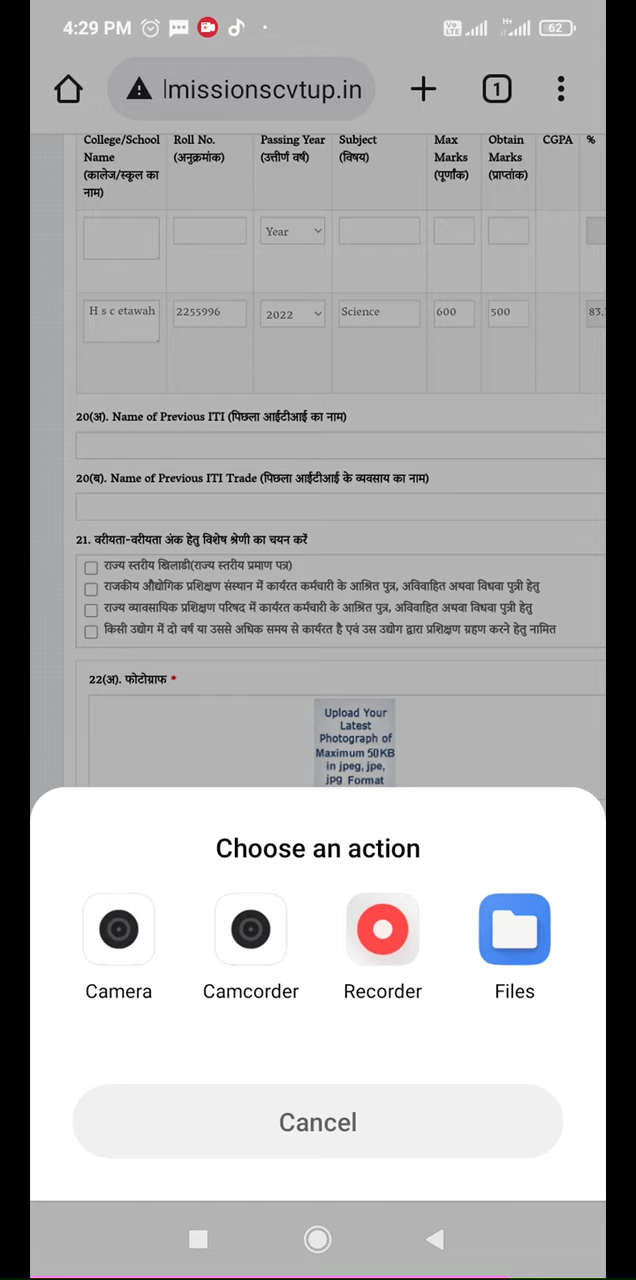 4:29 PM
Vo LTE
H+
62
lmissionscvtup.in
1
College/School Name (कालेज/स्कूल का नाम)
Roll No. (अनुक्रमांक)
Passing Year (उत्तीर्ण वर्ष)
Subject (विषय)
Max Marks (पूर्णांक)
Obtain Marks (प्राप्तांक)
CGPA
%
Year
H s c etawah
2255996
2022
Science
600
500
83.
20(अ). Name of Previous ITI (पिछला आईटीआई का नाम)
20(ब). Name of Previous ITI Trade (पिछला आईटीआई के व्यवसाय का नाम)
21. वरीयता-वरीयता अंक हेतु विशेष श्रेणी का चयन करें
राज्य स्तरीय खिलाडी(राज्य स्तरीय प्रमाण पत्र)
राजकीय औद्योगिक प्रशिक्षण संस्थान में कार्यरत कर्मचारी के आश्रित पुत्र, अविवाहित अथवा विधवा पुत्री हेतु
राज्य व्यावसायिक प्रशिक्षण परिषद में कार्यरत कर्मचारी के आश्रित पुत्र, अविवाहित अथवा विधवा पुत्री हेतु
किसी उद्योग में दो वर्ष या उससे अधिक समय से कार्यरत है एवं उस उद्योग द्वारा प्रशिक्षण ग्रहण करने हेतु नामित
22(अ). फोटोग्राफ *
Upload Your
Latest
Photograph of
Maximum 50KB
in jpeg, jpe,
jpg Format
Choose an action
Camera
Camcorder
Recorder
Files
Cancel